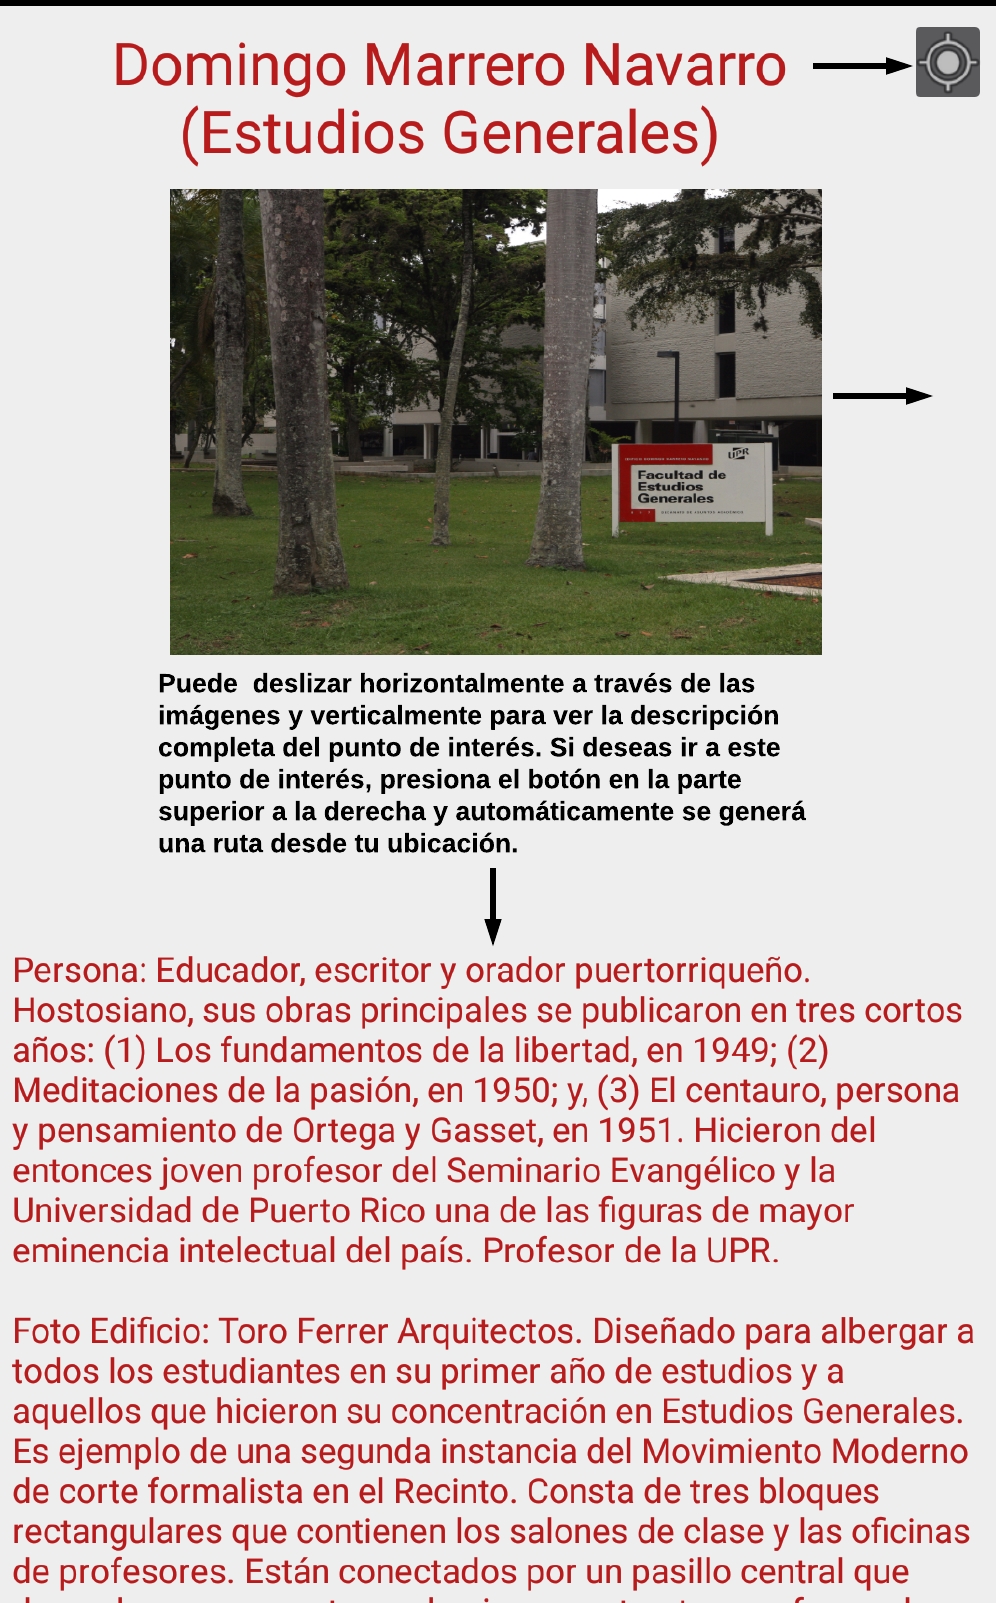 Domingo Marrero Navarro
(Estudios Generales)
UPR
Facultad de
Estudios
Generales
Puede  deslizar horizontalmente a través de las
imágenes y verticalmente para ver la descripción
completa del punto de interés. Si deseas ir a este
punto de interés, presiona el botón en la parte
superior a la derecha y automáticamente se generá
una ruta desde tu ubicación.
Persona: Educador, escritor y orador puertorriqueño.
Hostosiano, sus obras principales se publicaron en tres cortos
años: (1) Los fundamentos de la libertad, en 1949; (2)
Meditaciones de la pasión, en 1950; y, (3) El centauro, persona
y pensamiento de Ortega y Gasset, en 1951. Hicieron del
entonces joven profesor del Seminario Evangélico y la
Universidad de Puerto Rico una de las figuras de mayor
eminencia intelectual del país. Profesor de la UPR.
Foto Edificio: Toro Ferrer Arquitectos. Diseñado para albergar a
todos los estudiantes en su primer año de estudios y a
aquellos que hicieron su concentración en Estudios Generales.
Es ejemplo de una segunda instancia del Movimiento Moderno
de corte formalista en el Recinto. Consta de tres bloques
rectangulares que contienen los salones de clase y las oficinas
de profesores. Están conectados por un pasillo central que